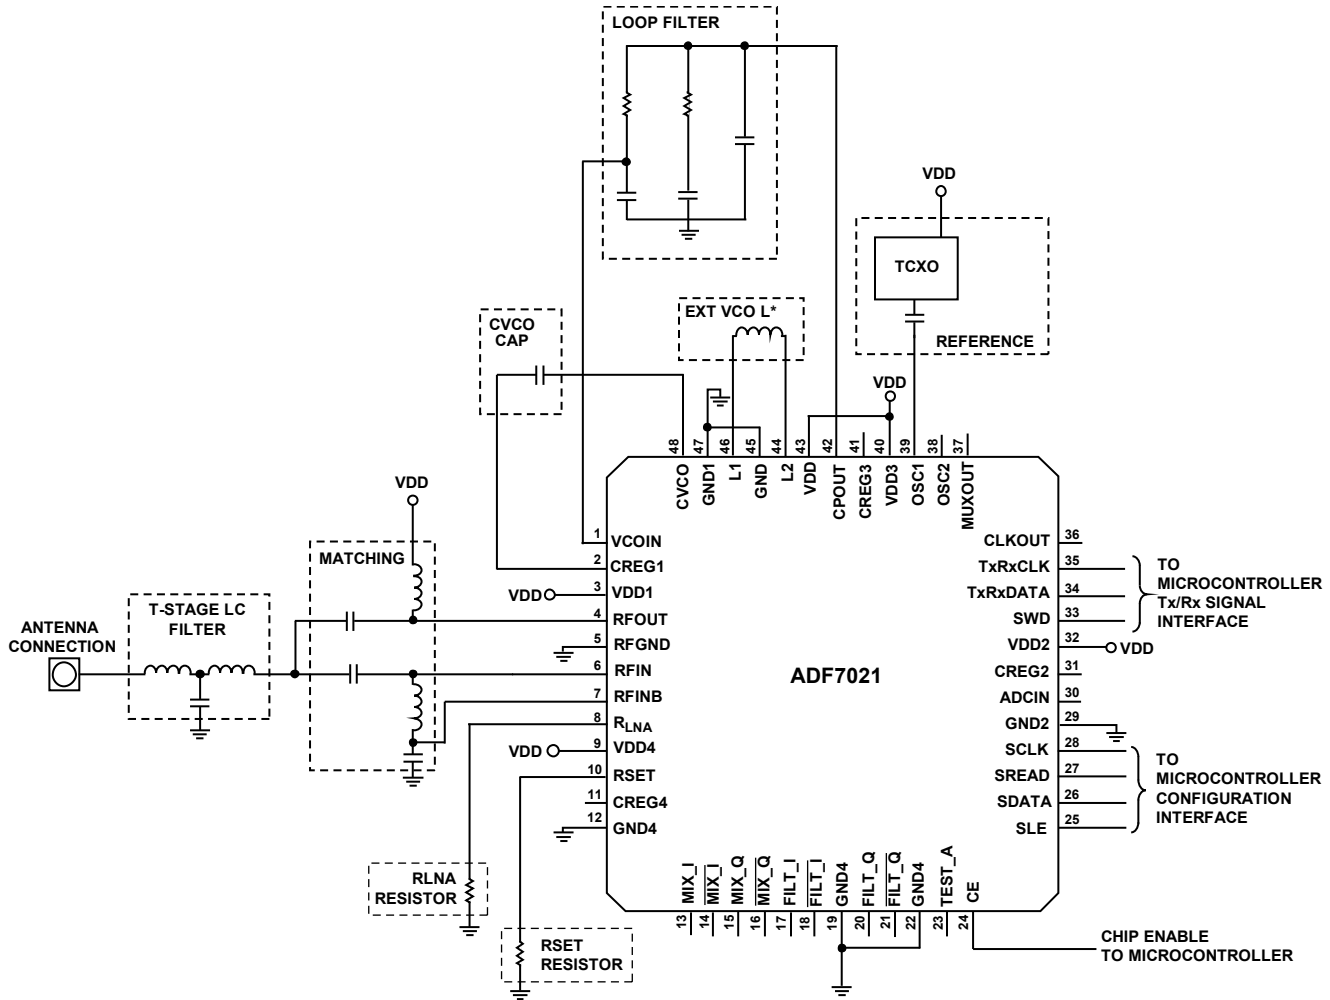 LOOP FILTER
VDD
TCXO
REFERENCE
EXT VCO L*
CVCO
CAP
VDD
48
47
46
45
44
43
42
41
40
39
38
37
CVCO
GND1
L1
GND
L2
VDD
CPOUT
CREG3
VDD3
OSC1
OSC2
MUXOUT
VDD
MATCHING
T-STAGE LC
FILTER
ANTENNA
CONNECTION
1 VCOIN
2 CREG1
VDD 3 VDD1
4 RFOUT
5 RFGND
6 RFIN
7 RFINB
8 RLNA
VDD 9 VDD4
10 RSET
11 CREG4
12 GND4
ADF7021
CLKOUT 36
TxRxCLK 35
TxRxDATA 34
SWD 33
VDD2 32 VDD
CREG2 31
ADCIN 30
GND2 29
SCLK 28
SREAD 27
SDATA 26
SLE 25
TO
MICROCONTROLLER
Tx/Rx SIGNAL
INTERFACE
TO
MICROCONTROLLER
CONFIGURATION
INTERFACE
MIX_I
MIX_I
MIX_Q
MIX_Q
FILT_I
FILT_I
GND4
FILT_Q
FILT_Q
GND4
TEST_A
CE
13
14
15
16
17
18
19
20
21
22
23
24
RLNA
RESISTOR
RSET
RESISTOR
CHIP ENABLE
TO MICROCONTROLLER